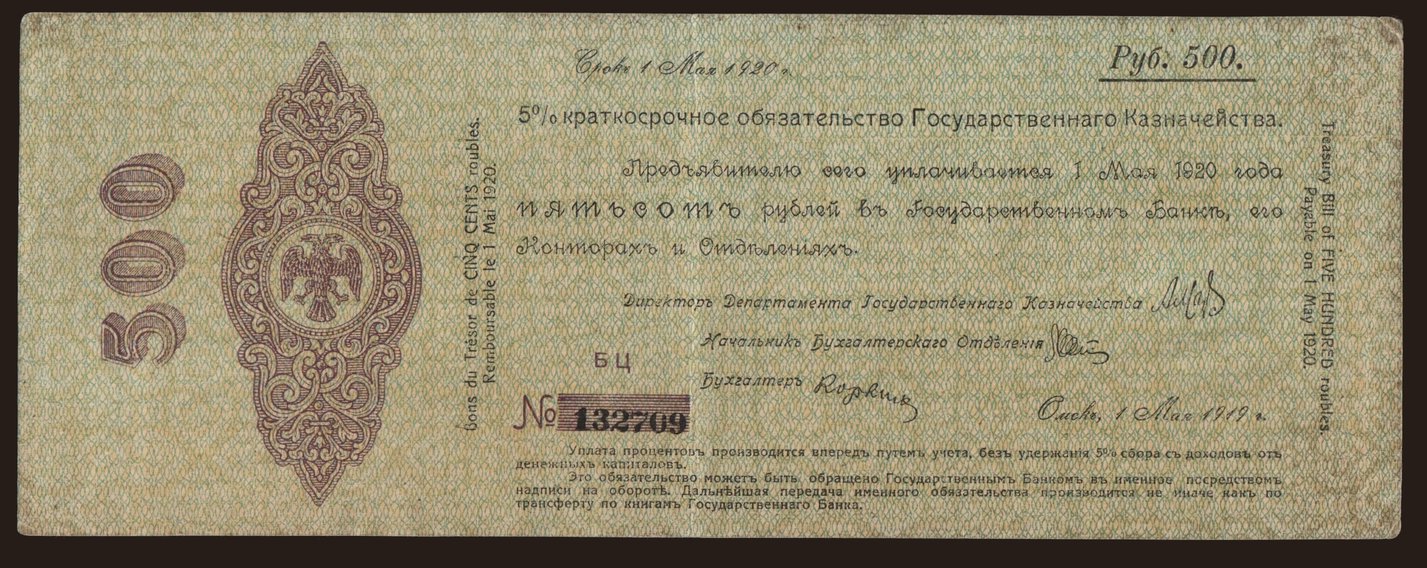 500
Bons du Trésor de CINQ CENTS roubles.
Remboursable le 1 Mai 1920.
Срокъ 1 Мая 1920 г.
Руб. 500.
5% краткосрочное обязательство Государственнаго Казначейства.
Предъявителю сего уплачивается 1 Мая 1920 года
пятьсотъ рублей въ Государственномъ Банкѣ, его
Конторахъ и Отдѣленіяхъ.
Директоръ Департамента Государственнаго Казначейства
Начальникъ Бухгалтерскаго Отдѣленія
Бухгалтеръ
БЦ
№ 132709
Омскъ, 1 Мая 1919 г.
Уплата процентовъ производится впередъ путемъ учета, безъ удержанія 5% сбора съ доходовъ отъ
денежныхъ капиталовъ.
Это обязательство можетъ быть обращено Государственнымъ Банкомъ въ именное посредствомъ
надписи на оборотѣ. Дальнѣйшая передача именного обязательства производится не иначе какъ по
трансферту по книгамъ Государственнаго Банка.
Treasury Bill of FIVE HUNDRED roubles.
Payable on 1 May 1920.